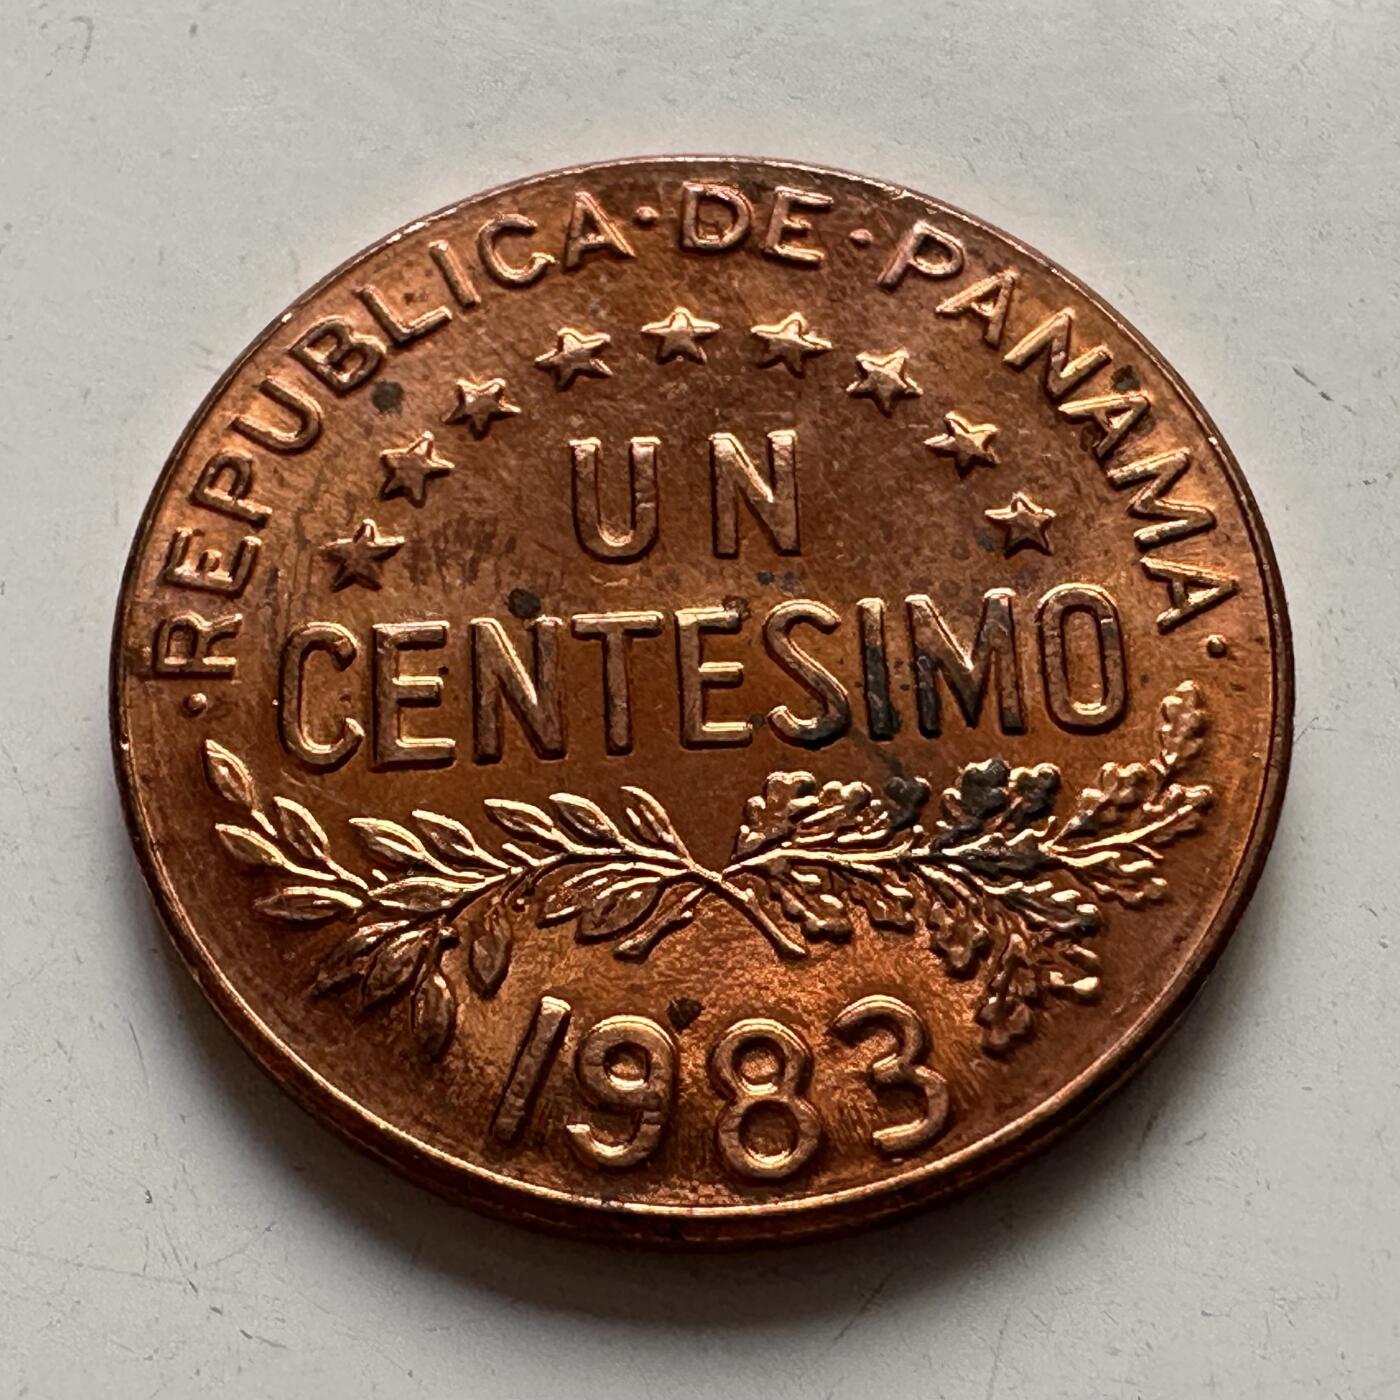 ·REPUBLICA·DE·PANAMA·
UN
CENTESIMO
1983